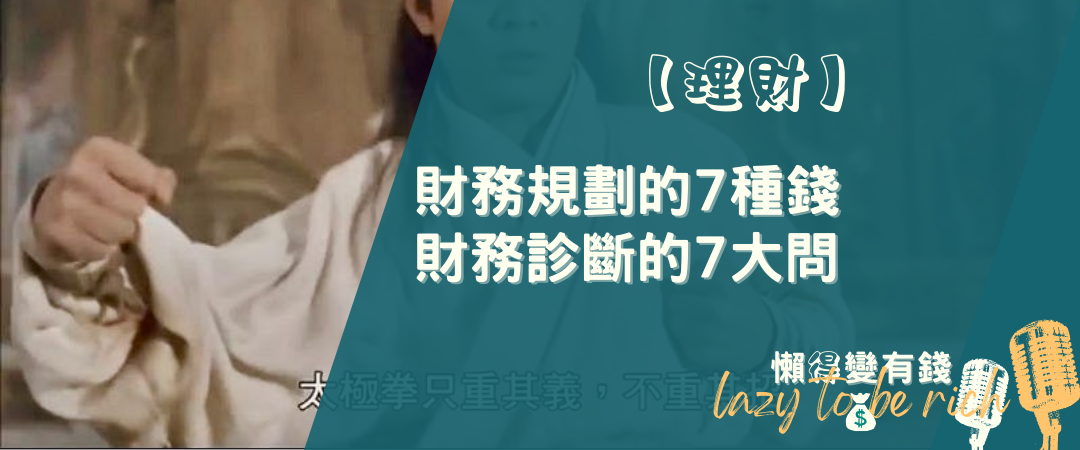 【理財】
財務規劃的7種錢
財務診斷的7大問
太極拳只重其義，不重其
懶得變有錢
lazy to be rich
$